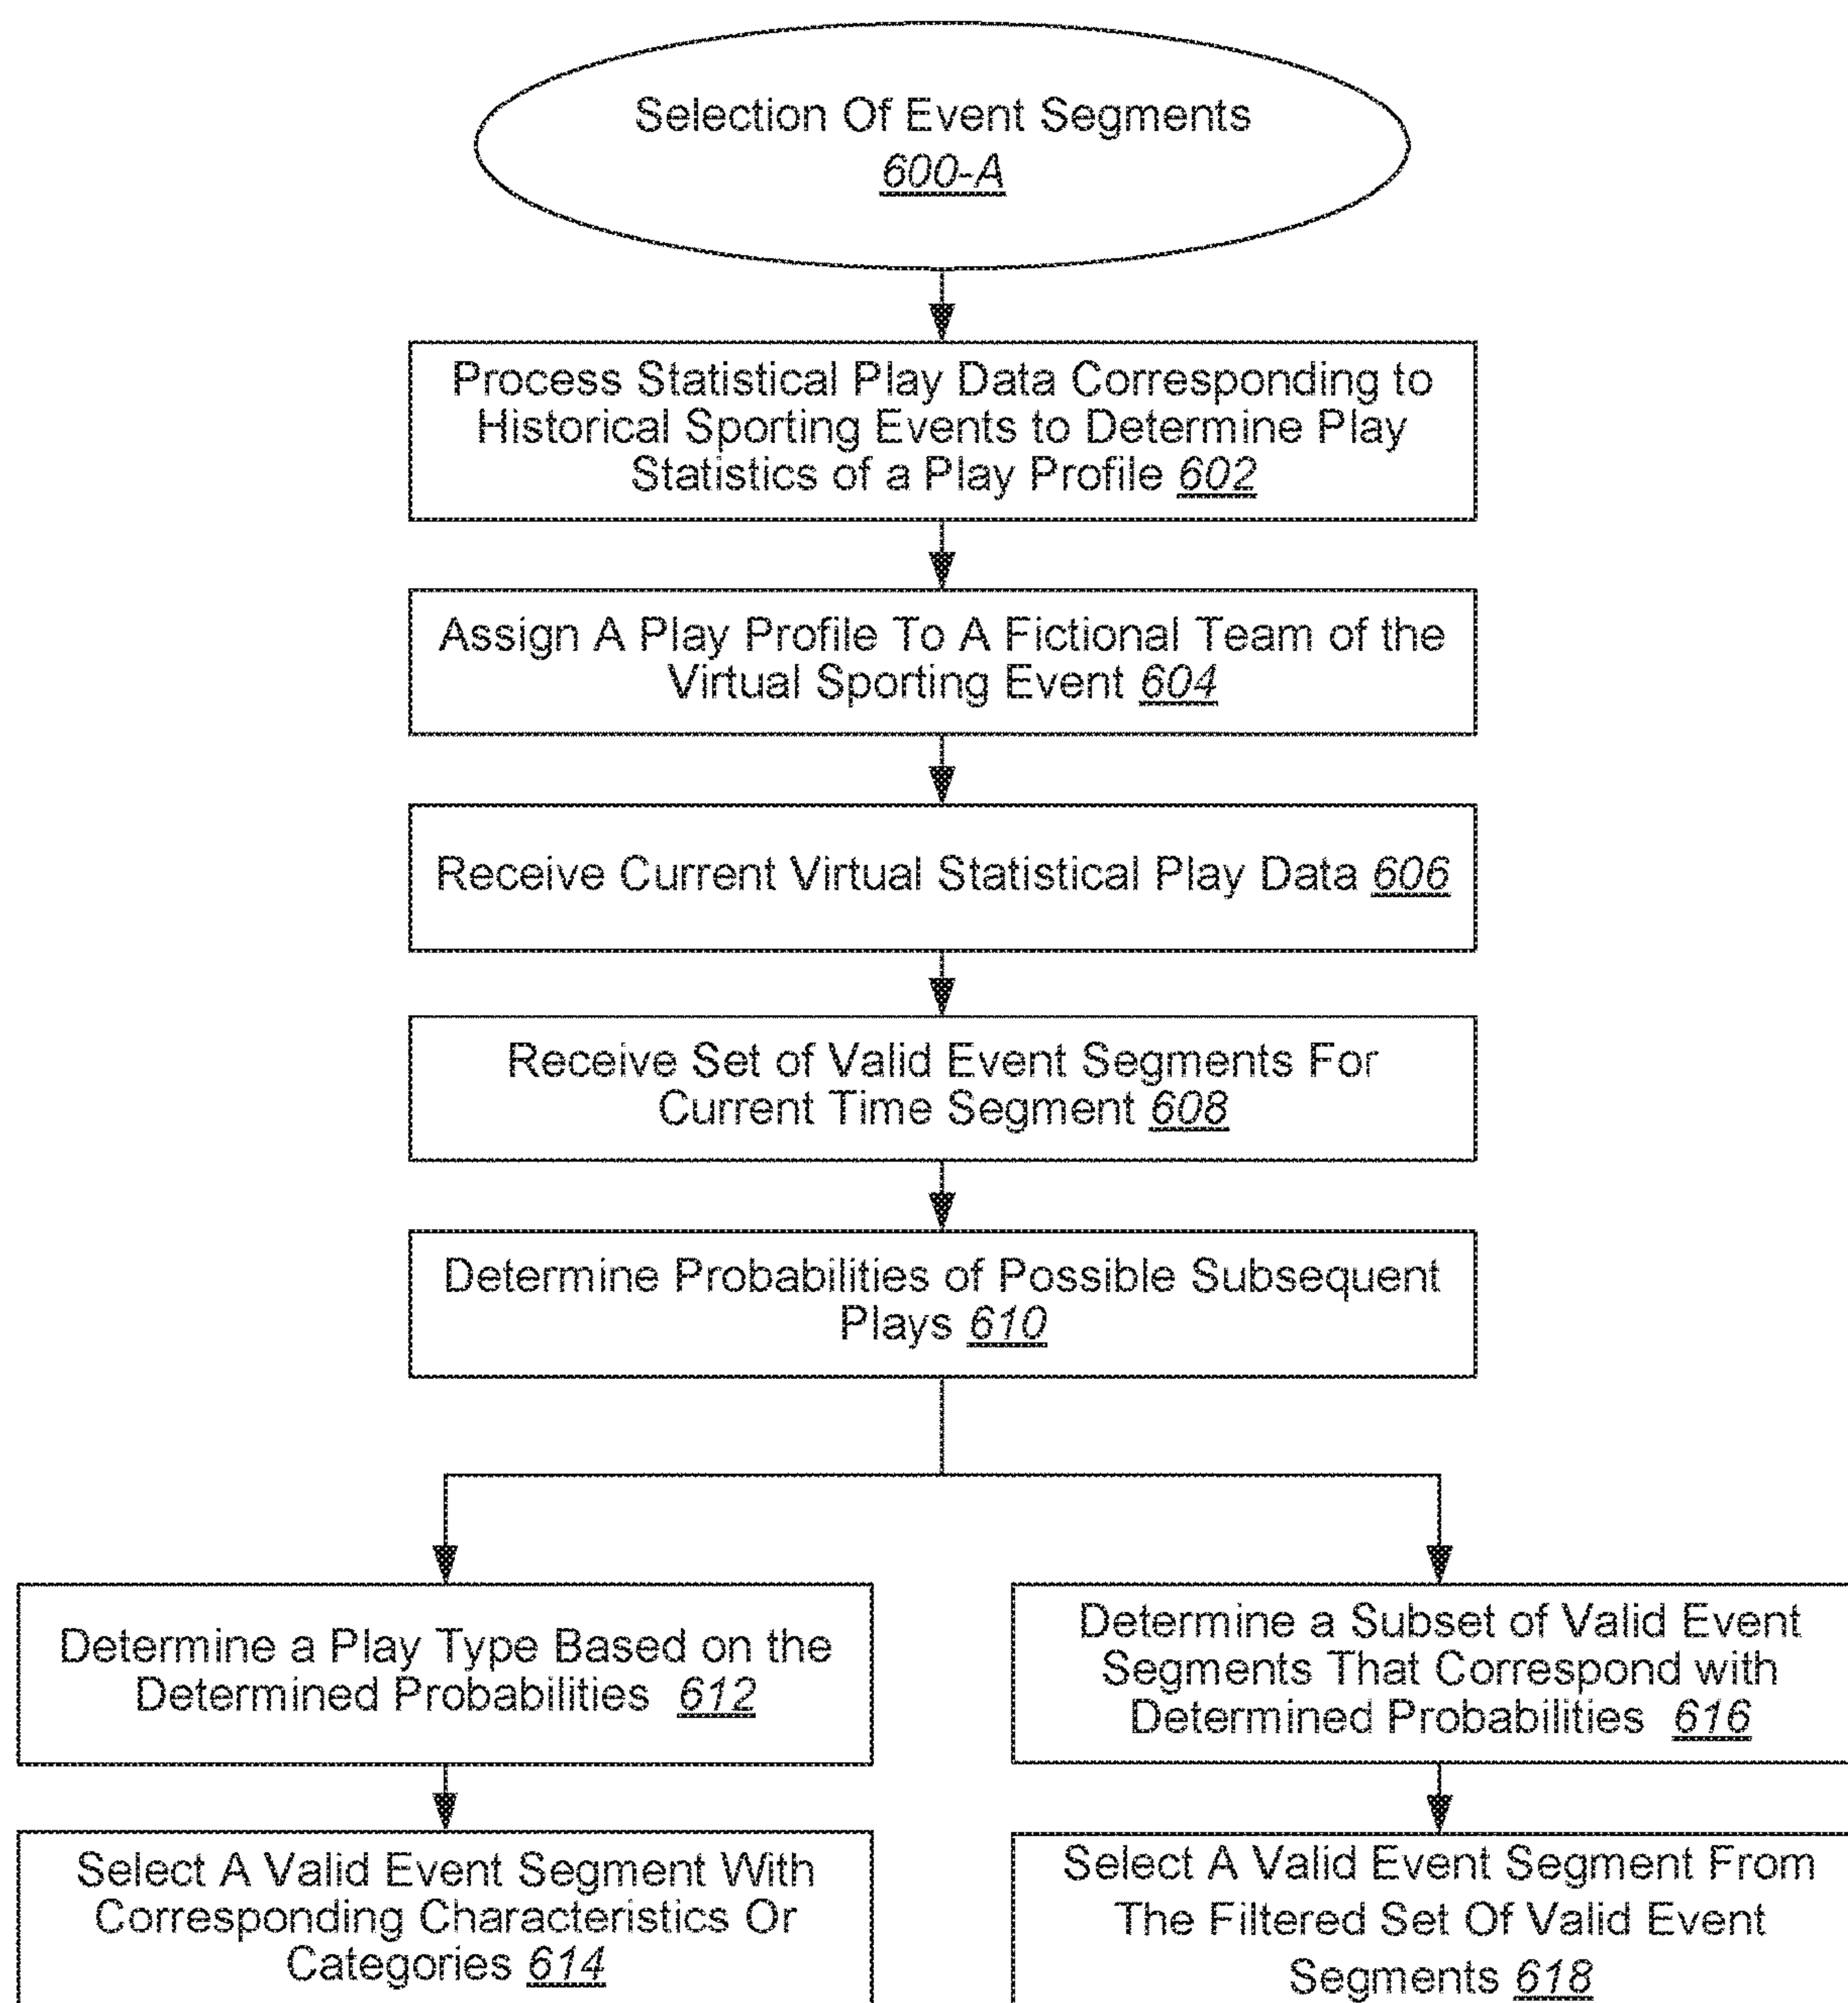 Selection Of Event Segments
600-A
Process Statistical Play Data Corresponding to
Historical Sporting Events to Determine Play
Statistics of a Play Profile 602
Assign A Play Profile To A Fictional Team of the
Virtual Sporting Event 604
Receive Current Virtual Statistical Play Data 606
Receive Set of Valid Event Segments For
Current Time Segment 608
Determine Probabilities of Possible Subsequent
Plays 610
Determine a Play Type Based on the
Determined Probabilities 612
Select A Valid Event Segment With
Corresponding Characteristics Or
Categories 614
Determine a Subset of Valid Event
Segments That Correspond with
Determined Probabilities 616
Select A Valid Event Segment From
The Filtered Set Of Valid Event
Segments 618